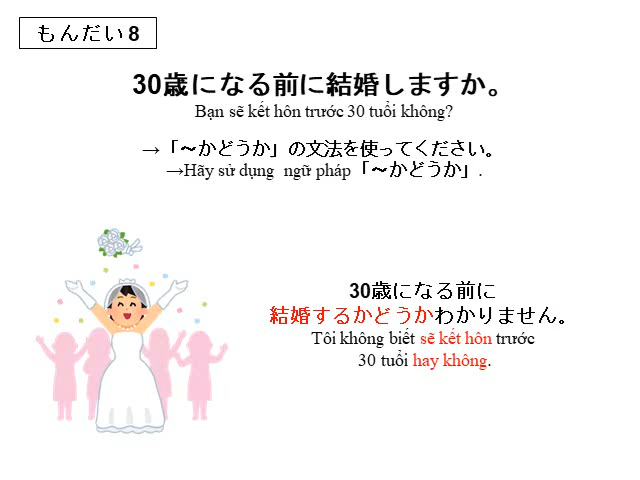 もんだい8
30歳になる前に結婚しますか。
Bạn sẽ kết hôn trước 30 tuổi không?
→「～かどうか」の文法を使ってください。
→Hãy sử dụng ngữ pháp「～かどうか」.
30歳になる前に
結婚するかどうかわかりません。
Tôi không biết sẽ kết hôn trước
30 tuổi hay không.